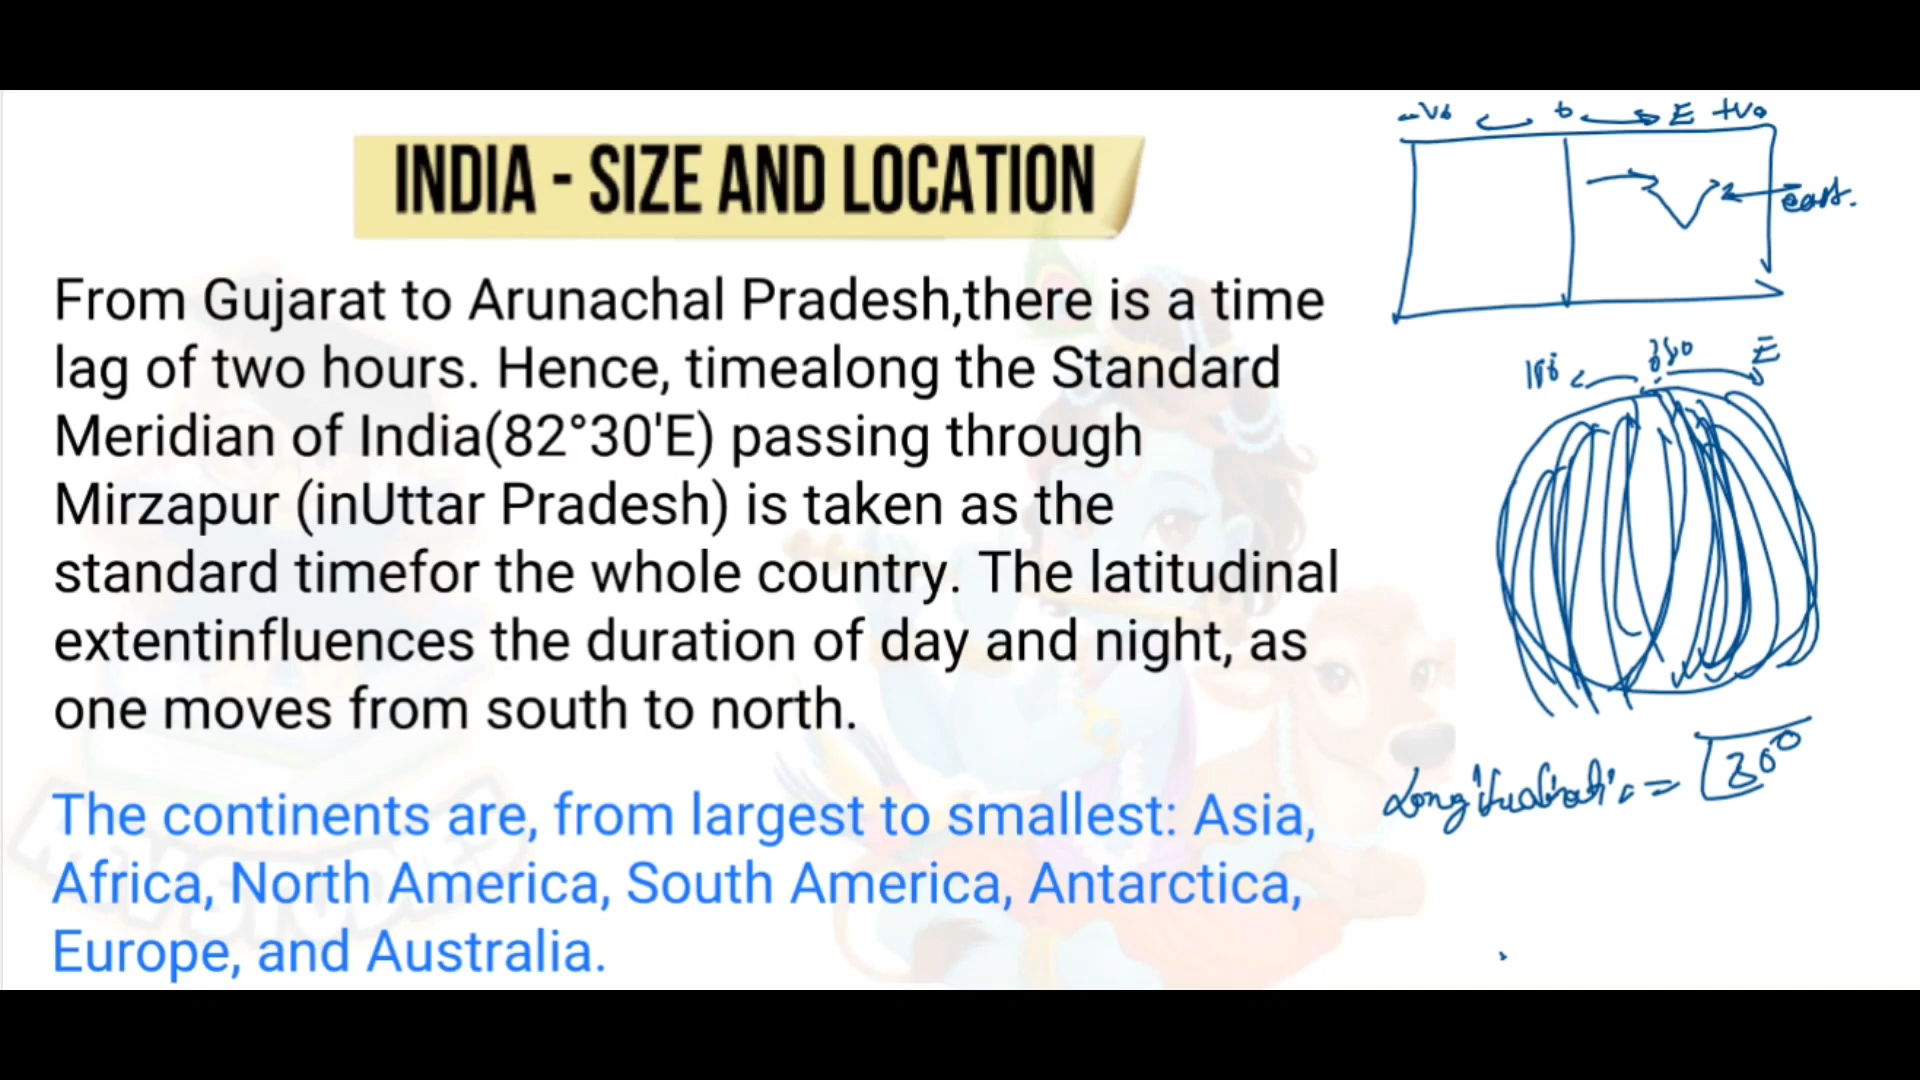 INDIA - SIZE AND LOCATION
From Gujarat to Arunachal Pradesh,there is a time
lag of two hours. Hence, timealong the Standard
Meridian of India(82°30'E) passing through
Mirzapur (inUttar Pradesh) is taken as the
standard timefor the whole country. The latitudinal
extentinfluences the duration of day and night, as
one moves from south to north.
The continents are, from largest to smallest: Asia,
Africa, North America, South America, Antarctica,
Europe, and Australia.
E
east.
E